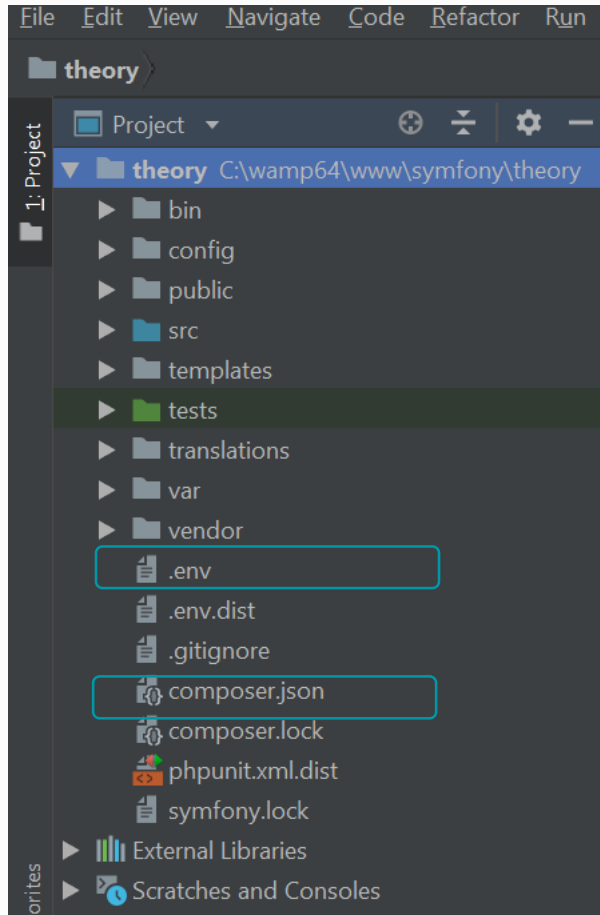 File Edit View Navigate Code Refactor Run
theory
Project
1: Project
theory C:\wamp64\www\symfony\theory
bin
config
public
src
templates
tests
translations
var
vendor
.env
.env.dist
.gitignore
composer.json
composer.lock
phpunit.xml.dist
symfony.lock
External Libraries
Scratches and Consoles
orites